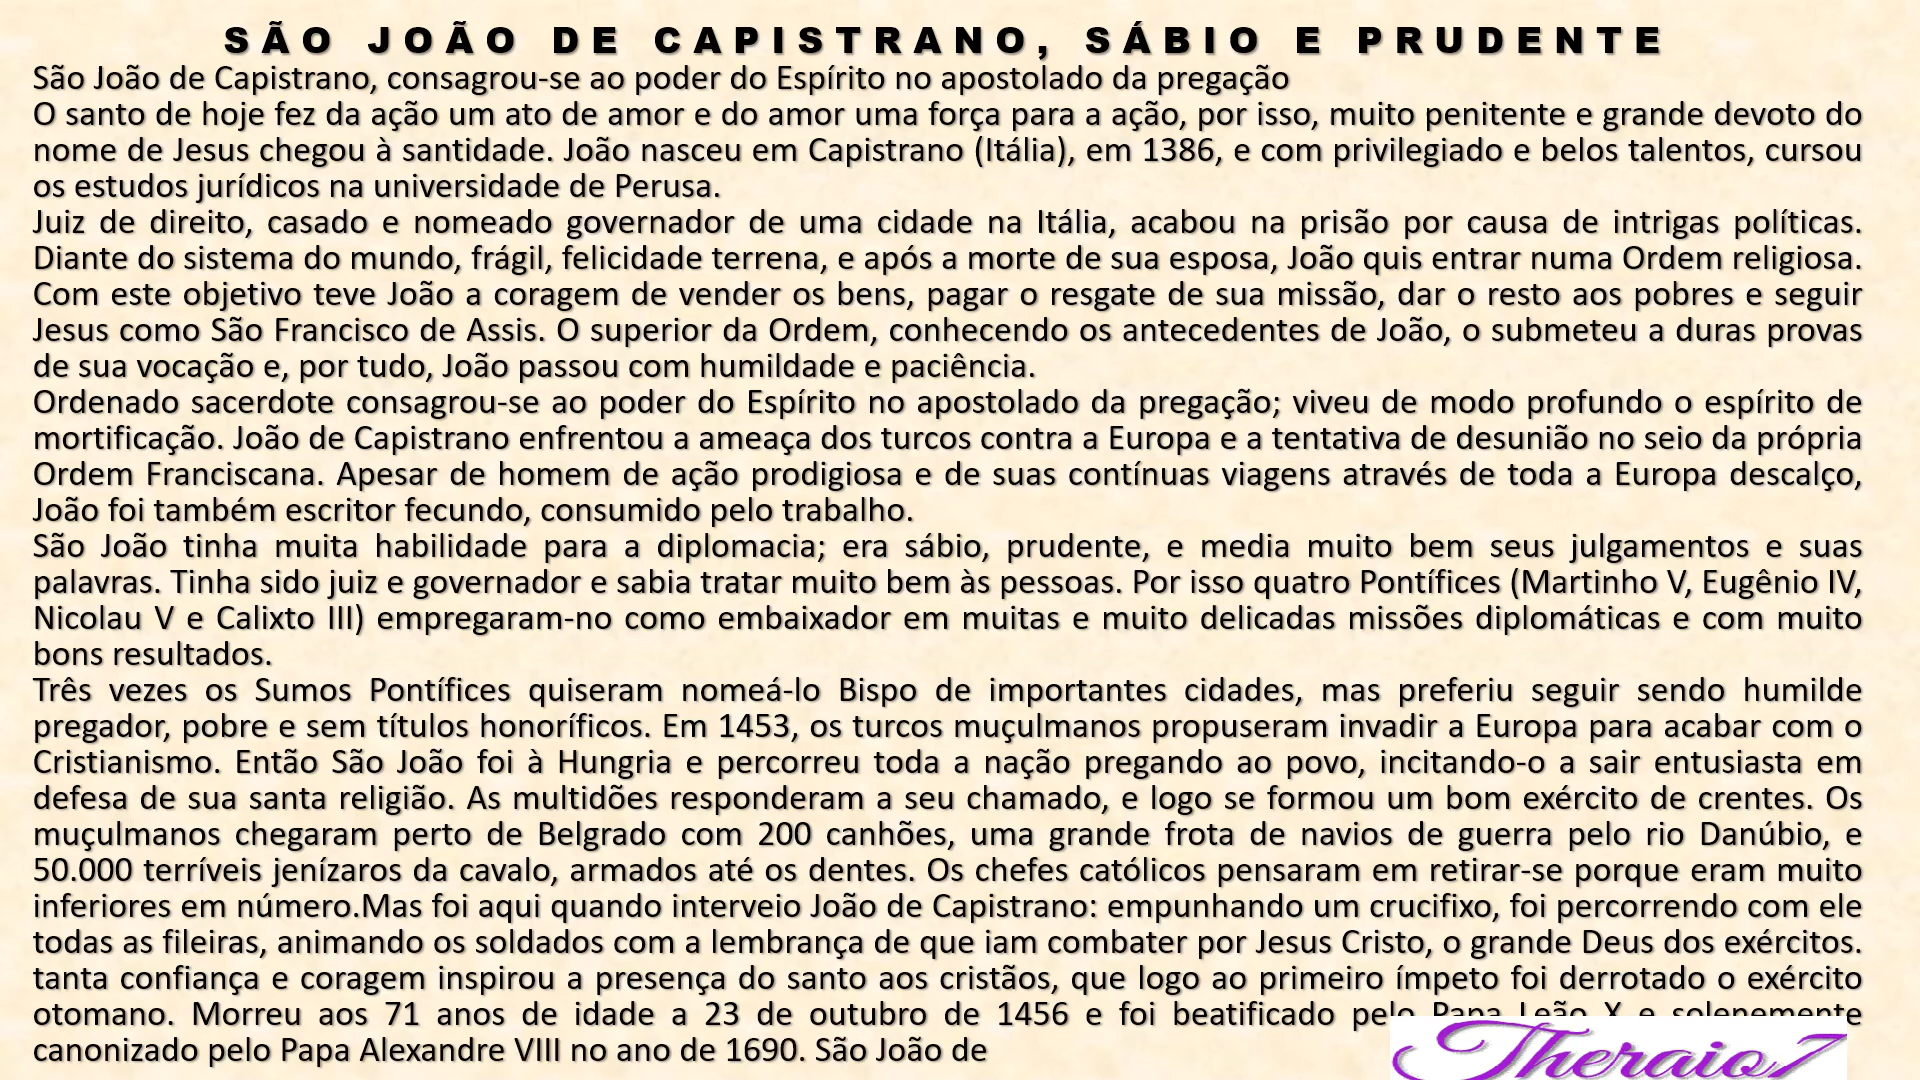 SÃO JOÃO DE CAPISTRANO, SÁBIO E PRUDENTE
São João de Capistrano, consagrou-se ao poder do Espírito no apostolado da pregação
O santo de hoje fez da ação um ato de amor e do amor uma força para a ação, por isso, muito penitente e grande devoto do
nome de Jesus chegou à santidade. João nasceu em Capistrano (Itália), em 1386, e com privilegiado e belos talentos, cursou
os estudos jurídicos na universidade de Perusa.
Juiz de direito, casado e nomeado governador de uma cidade na Itália, acabou na prisão por causa de intrigas políticas.
Diante do sistema do mundo, frágil, felicidade terrena, e após a morte de sua esposa, João quis entrar numa Ordem religiosa.
Com este objetivo teve João a coragem de vender os bens, pagar o resgate de sua missão, dar o resto aos pobres e seguir
Jesus como São Francisco de Assis. O superior da Ordem, conhecendo os antecedentes de João, o submeteu a duras provas
de sua vocação e, por tudo, João passou com humildade e paciência.
Ordenado sacerdote consagrou-se ao poder do Espírito no apostolado da pregação; viveu de modo profundo o espírito de
mortificação. João de Capistrano enfrentou a ameaça dos turcos contra a Europa e a tentativa de desunião no seio da própria
Ordem Franciscana. Apesar de homem de ação prodigiosa e de suas contínuas viagens através de toda a Europa descalço,
João foi também escritor fecundo, consumido pelo trabalho.
São João tinha muita habilidade para a diplomacia; era sábio, prudente, e media muito bem seus julgamentos e suas
palavras. Tinha sido juiz e governador e sabia tratar muito bem às pessoas. Por isso quatro Pontífices (Martinho V, Eugênio IV,
Nicolau V e Calixto III) empregaram-no como embaixador em muitas e muito delicadas missões diplomáticas e com muito
bons resultados.
Três vezes os Sumos Pontífices quiseram nomeá-lo Bispo de importantes cidades, mas preferiu seguir sendo humilde
pregador, pobre e sem títulos honoríficos. Em 1453, os turcos muçulmanos propuseram invadir a Europa para acabar com o
Cristianismo. Então São João foi à Hungria e percorreu toda a nação pregando ao povo, incitando-o a sair entusiasta em
defesa de sua santa religião. As multidões responderam a seu chamado, e logo se formou um bom exército de crentes. Os
muçulmanos chegaram perto de Belgrado com 200 canhões, uma grande frota de navios de guerra pelo rio Danúbio, e
50.000 terríveis jenízaros da cavalo, armados até os dentes. Os chefes católicos pensaram em retirar-se porque eram muito
inferiores em número.Mas foi aqui quando interveio João de Capistrano: empunhando um crucifixo, foi percorrendo com ele
todas as fileiras, animando os soldados com a lembrança de que iam combater por Jesus Cristo, o grande Deus dos exércitos.
tanta confiança e coragem inspirou a presença do santo aos cristãos, que logo ao primeiro ímpeto foi derrotado o exército
otomano. Morreu aos 71 anos de idade a 23 de outubro de 1456 e foi beatificado pelo Papa Leão X e solenemente
canonizado pelo Papa Alexandre VIII no ano de 1690. São João de
Theraio7